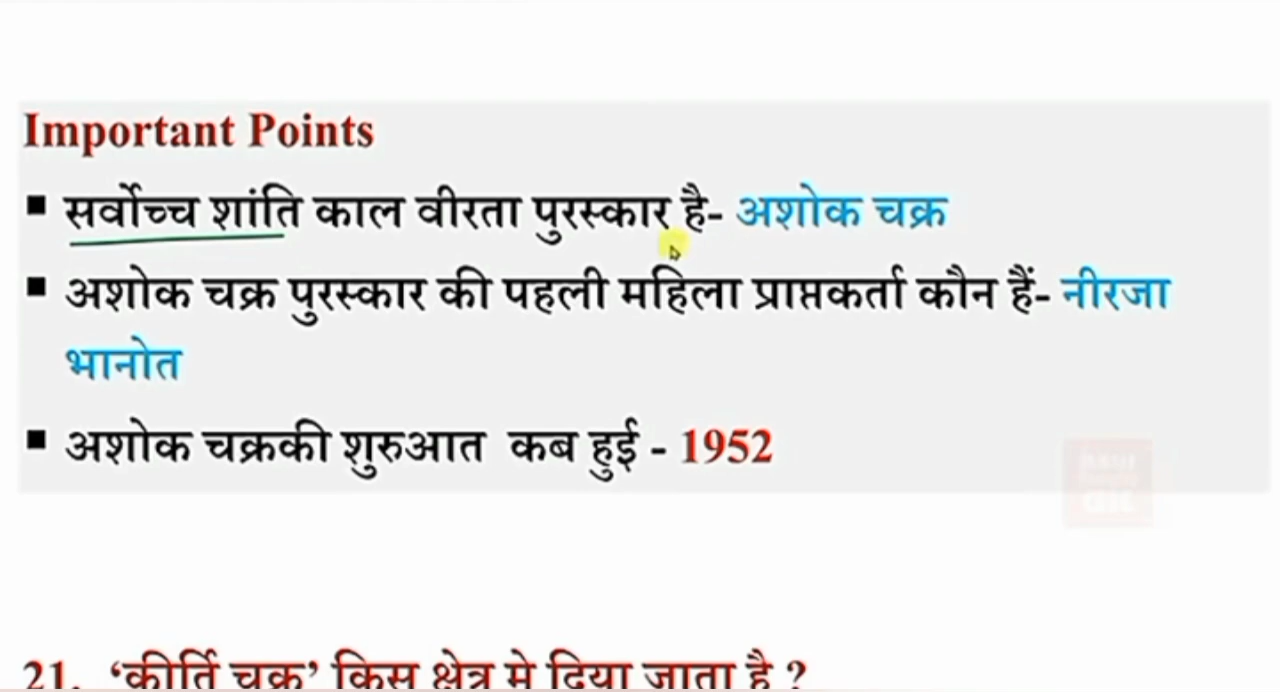 Important Points
▪ सर्वोच्च शांति काल वीरता पुरस्कार है- अशोक चक्र
▪ अशोक चक्र पुरस्कार की पहली महिला प्राप्तकर्ता कौन हैं- नीरजा
भानोत
▪ अशोक चक्रकी शुरुआत कब हुई - 1952
GK
21. ‘कीर्ति चक्र’ किस क्षेत्र मे दिया जाता है ?